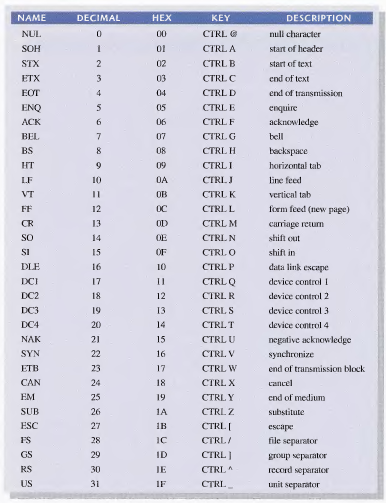 NAME DECIMAL HEX KEY DESCRIPTION
NUL 0 00 CTRL @ null character
SOH 1 01 CTRL A start of header
STX 2 02 CTRL B start of text
ETX 3 03 CTRL C end of text
EOT 4 04 CTRL D end of transmission
ENQ 5 05 CTRL E enquire
ACK 6 06 CTRL F acknowledge
BEL 7 07 CTRL G bell
BS 8 08 CTRL H backspace
HT 9 09 CTRL I horizontal tab
LF 10 0A CTRL J line feed
VT 11 0B CTRL K vertical tab
FF 12 0C CTRL L form feed (new page)
CR 13 0D CTRL M carriage return
SO 14 0E CTRL N shift out
SI 15 0F CTRL O shift in
DLE 16 10 CTRL P data link escape
DC1 17 11 CTRL Q device control 1
DC2 18 12 CTRL R device control 2
DC3 19 13 CTRL S device control 3
DC4 20 14 CTRL T device control 4
NAK 21 15 CTRL U negative acknowledge
SYN 22 16 CTRL V synchronize
ETB 23 17 CTRL W end of transmission block
CAN 24 18 CTRL X cancel
EM 25 19 CTRL Y end of medium
SUB 26 1A CTRL Z substitute
ESC 27 1B CTRL [ escape
FS 28 1C CTRL / file separator
GS 29 1D CTRL ] group separator
RS 30 1E CTRL ^ record separator
US 31 1F CTRL _ unit separator